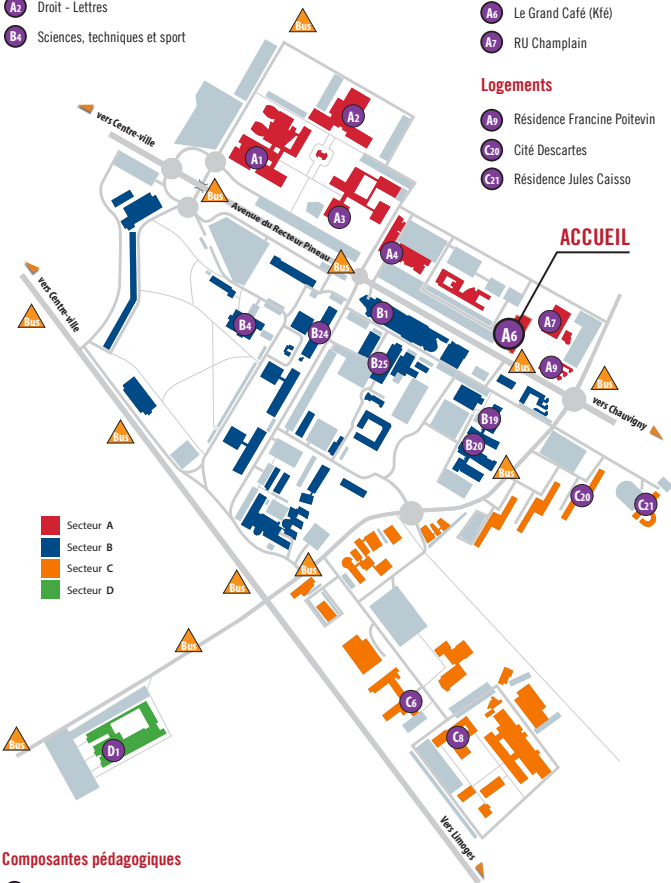 A2 Droit - Lettres
B4 Sciences, techniques et sport
A6 Le Grand Café (Kfé)
A7 RU Champlain
Logements
A9 Résidence Francine Poitevin
C20 Cité Descartes
C21 Résidence Jules Caisso
ACCUEIL
Bus
vers Centre-ville
A2
A1
Bus
Avenue du Recteur Pineau
A3
A4
Bus
vers Centre-ville
Bus
B4
B24
B1
B25
A6
A7
A9
Bus
Bus
vers Chauvigny
Bus
B19
B20
Bus
C20
C21
Secteur A
Secteur B
Secteur C
Secteur D
Bus
Bus
Bus
Bus
D1
C6
C8
Vers Limoges
Composantes pédagogiques